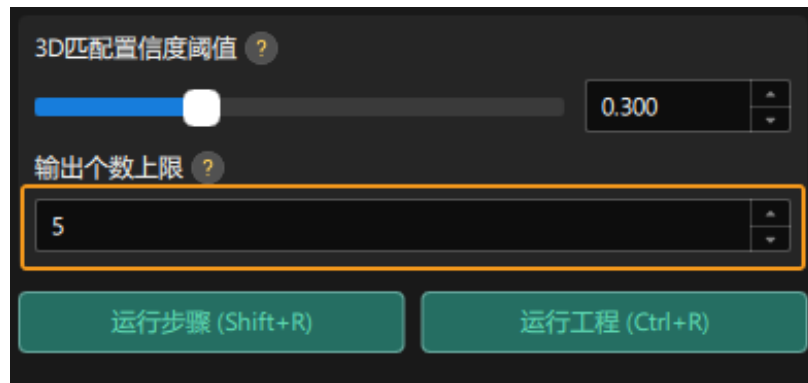 3D匹配置信度阈值 ?
0.300
输出个数上限 ?
5
运行步骤 (Shift+R)
运行工程 (Ctrl+R)